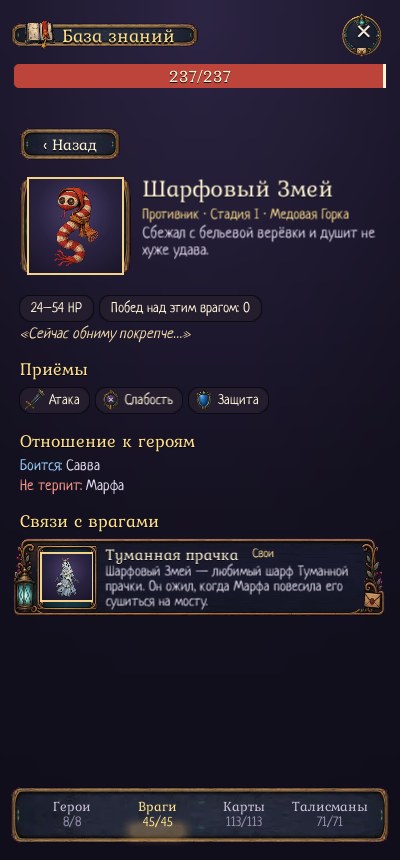 База знаний
237/237
‹ Назад
Шарфовый Змей
Противник · Стадия I · Медовая Горка
Сбежал с бельевой верёвки и душит не
хуже удава.
24–54 HP
Побед над этим врагом: 0
«Сейчас обниму покрепче…»
Приёмы
Атака
Слабость
Защита
Отношение к героям
Боится: Савва
Не терпит: Марфа
Связи с врагами
Туманная прачка Свои
Шарфовый Змей — любимый шарф Туманной
прачки. Он ожил, когда Марфа повесила его
сушиться на мосту.
Герои Враги Карты Талисманы
8/8 45/45 113/113 71/71